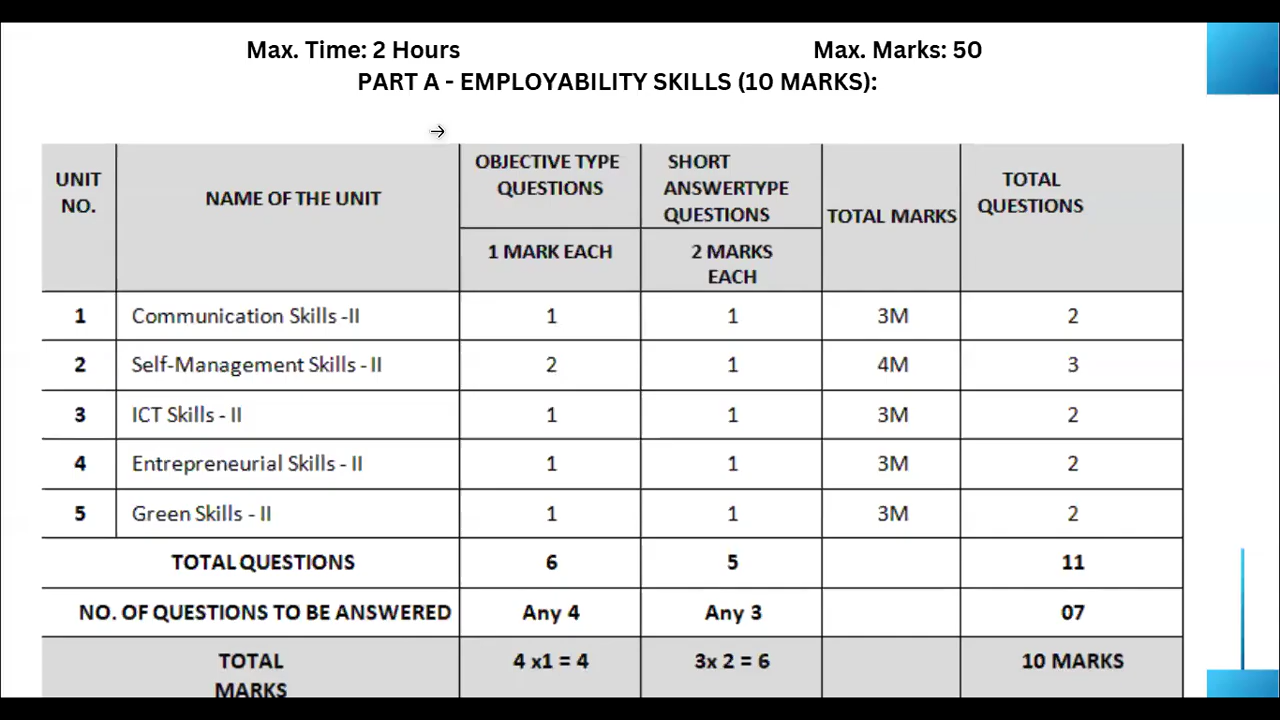 Max. Time: 2 Hours Max. Marks: 50
PART A - EMPLOYABILITY SKILLS (10 MARKS):
UNIT NO. NAME OF THE UNIT OBJECTIVE TYPE QUESTIONS SHORT ANSWERTYPE QUESTIONS TOTAL MARKS TOTAL QUESTIONS
1 MARK EACH 2 MARKS EACH
1 Communication Skills -II 1 1 3M 2
2 Self-Management Skills - II 2 1 4M 3
3 ICT Skills - II 1 1 3M 2
4 Entrepreneurial Skills - II 1 1 3M 2
5 Green Skills - II 1 1 3M 2
TOTAL QUESTIONS 6 5 11
NO. OF QUESTIONS TO BE ANSWERED Any 4 Any 3 07
TOTAL MARKS 4 x1 = 4 3x 2 = 6 10 MARKS